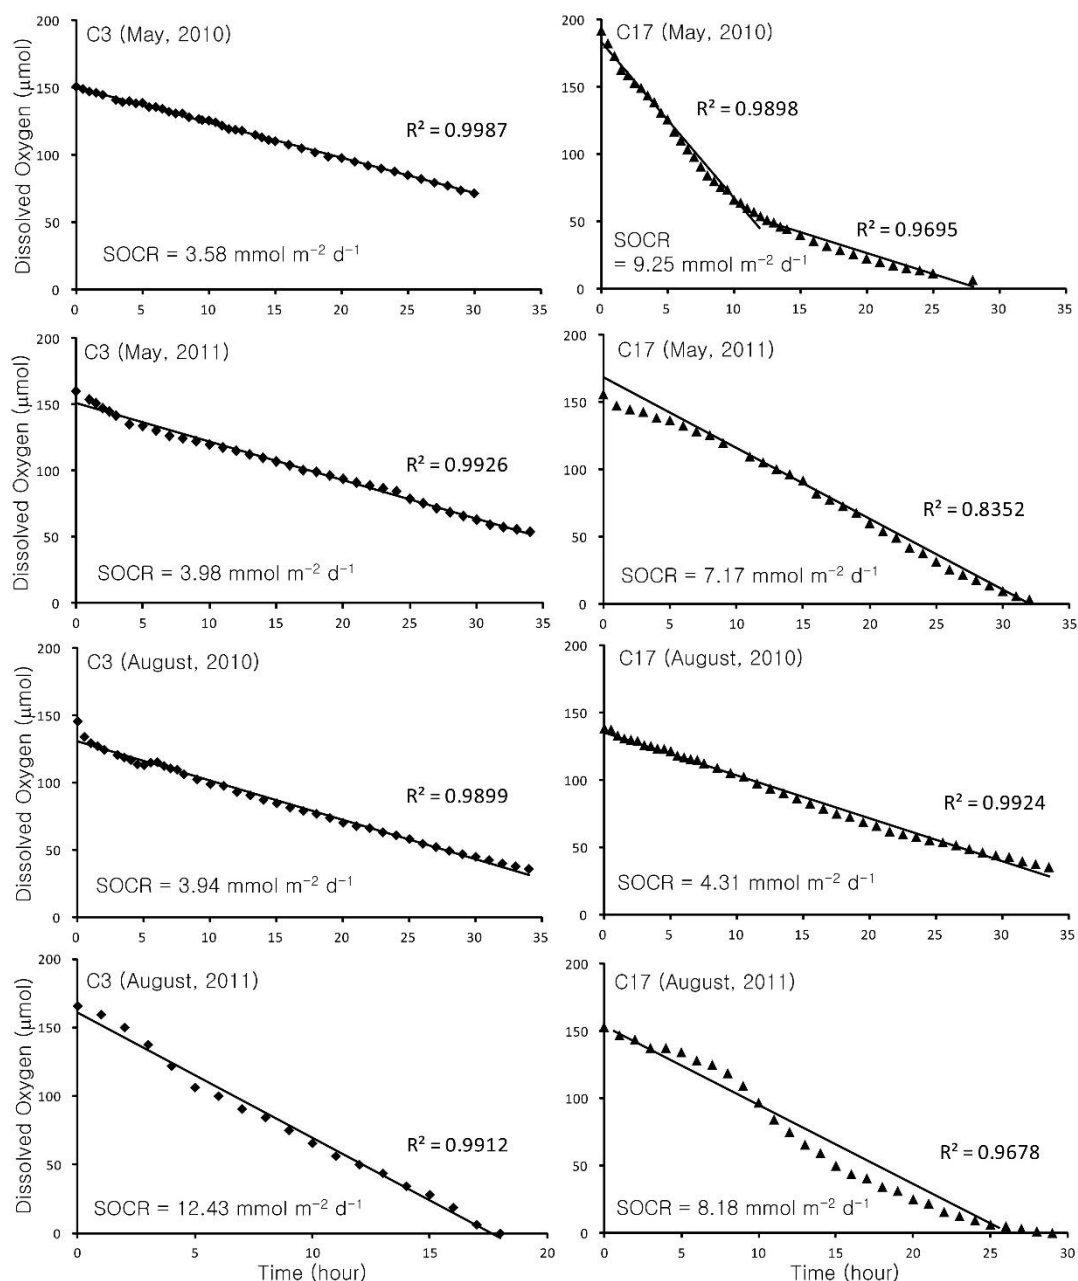 C3 (May, 2010)
Dissolved Oxygen (μmol)
200
150
100
50
0
R² = 0.9987
SOCR = 3.58 mmol m⁻² d⁻¹
0 5 10 15 20 25 30 35
C17 (May, 2010)
200
150
100
50
0
R² = 0.9898
R² = 0.9695
SOCR
= 9.25 mmol m⁻² d⁻¹
0 5 10 15 20 25 30 35
C3 (May, 2011)
Dissolved Oxygen (μmol)
200
150
100
50
0
R² = 0.9926
SOCR = 3.98 mmol m⁻² d⁻¹
0 5 10 15 20 25 30 35
C17 (May, 2011)
200
150
100
50
0
R² = 0.8352
SOCR = 7.17 mmol m⁻² d⁻¹
0 5 10 15 20 25 30 35
C3 (August, 2010)
Dissolved Oxygen (μmol)
200
150
100
50
0
R² = 0.9899
SOCR = 3.94 mmol m⁻² d⁻¹
0 5 10 15 20 25 30 35
C17 (August, 2010)
200
150
100
50
0
R² = 0.9924
SOCR = 4.31 mmol m⁻² d⁻¹
0 5 10 15 20 25 30 35
C3 (August, 2011)
Dissolved Oxygen (μmol)
200
150
100
50
0
R² = 0.9912
SOCR = 12.43 mmol m⁻² d⁻¹
0 5 10 15 20
Time (hour)
C17 (August, 2011)
200
150
100
50
0
R² = 0.9678
SOCR = 8.18 mmol m⁻² d⁻¹
0 5 10 15 20 25 30
Time (hour)